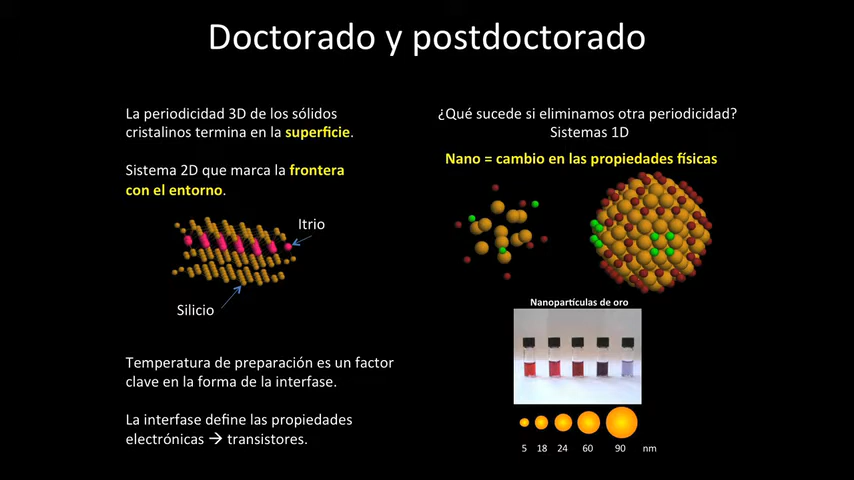 Doctorado y postdoctorado
La periodicidad 3D de los sólidos
cristalinos termina en la superficie.
Sistema 2D que marca la frontera
con el entorno.
Itrio
Silicio
Temperatura de preparación es un factor
clave en la forma de la interfase.
La interfase define las propiedades
electrónicas → transistores.
¿Qué sucede si eliminamos otra periodicidad?
Sistemas 1D
Nano = cambio en las propiedades físicas
Nanopartículas de oro
5 18 24 60 90 nm